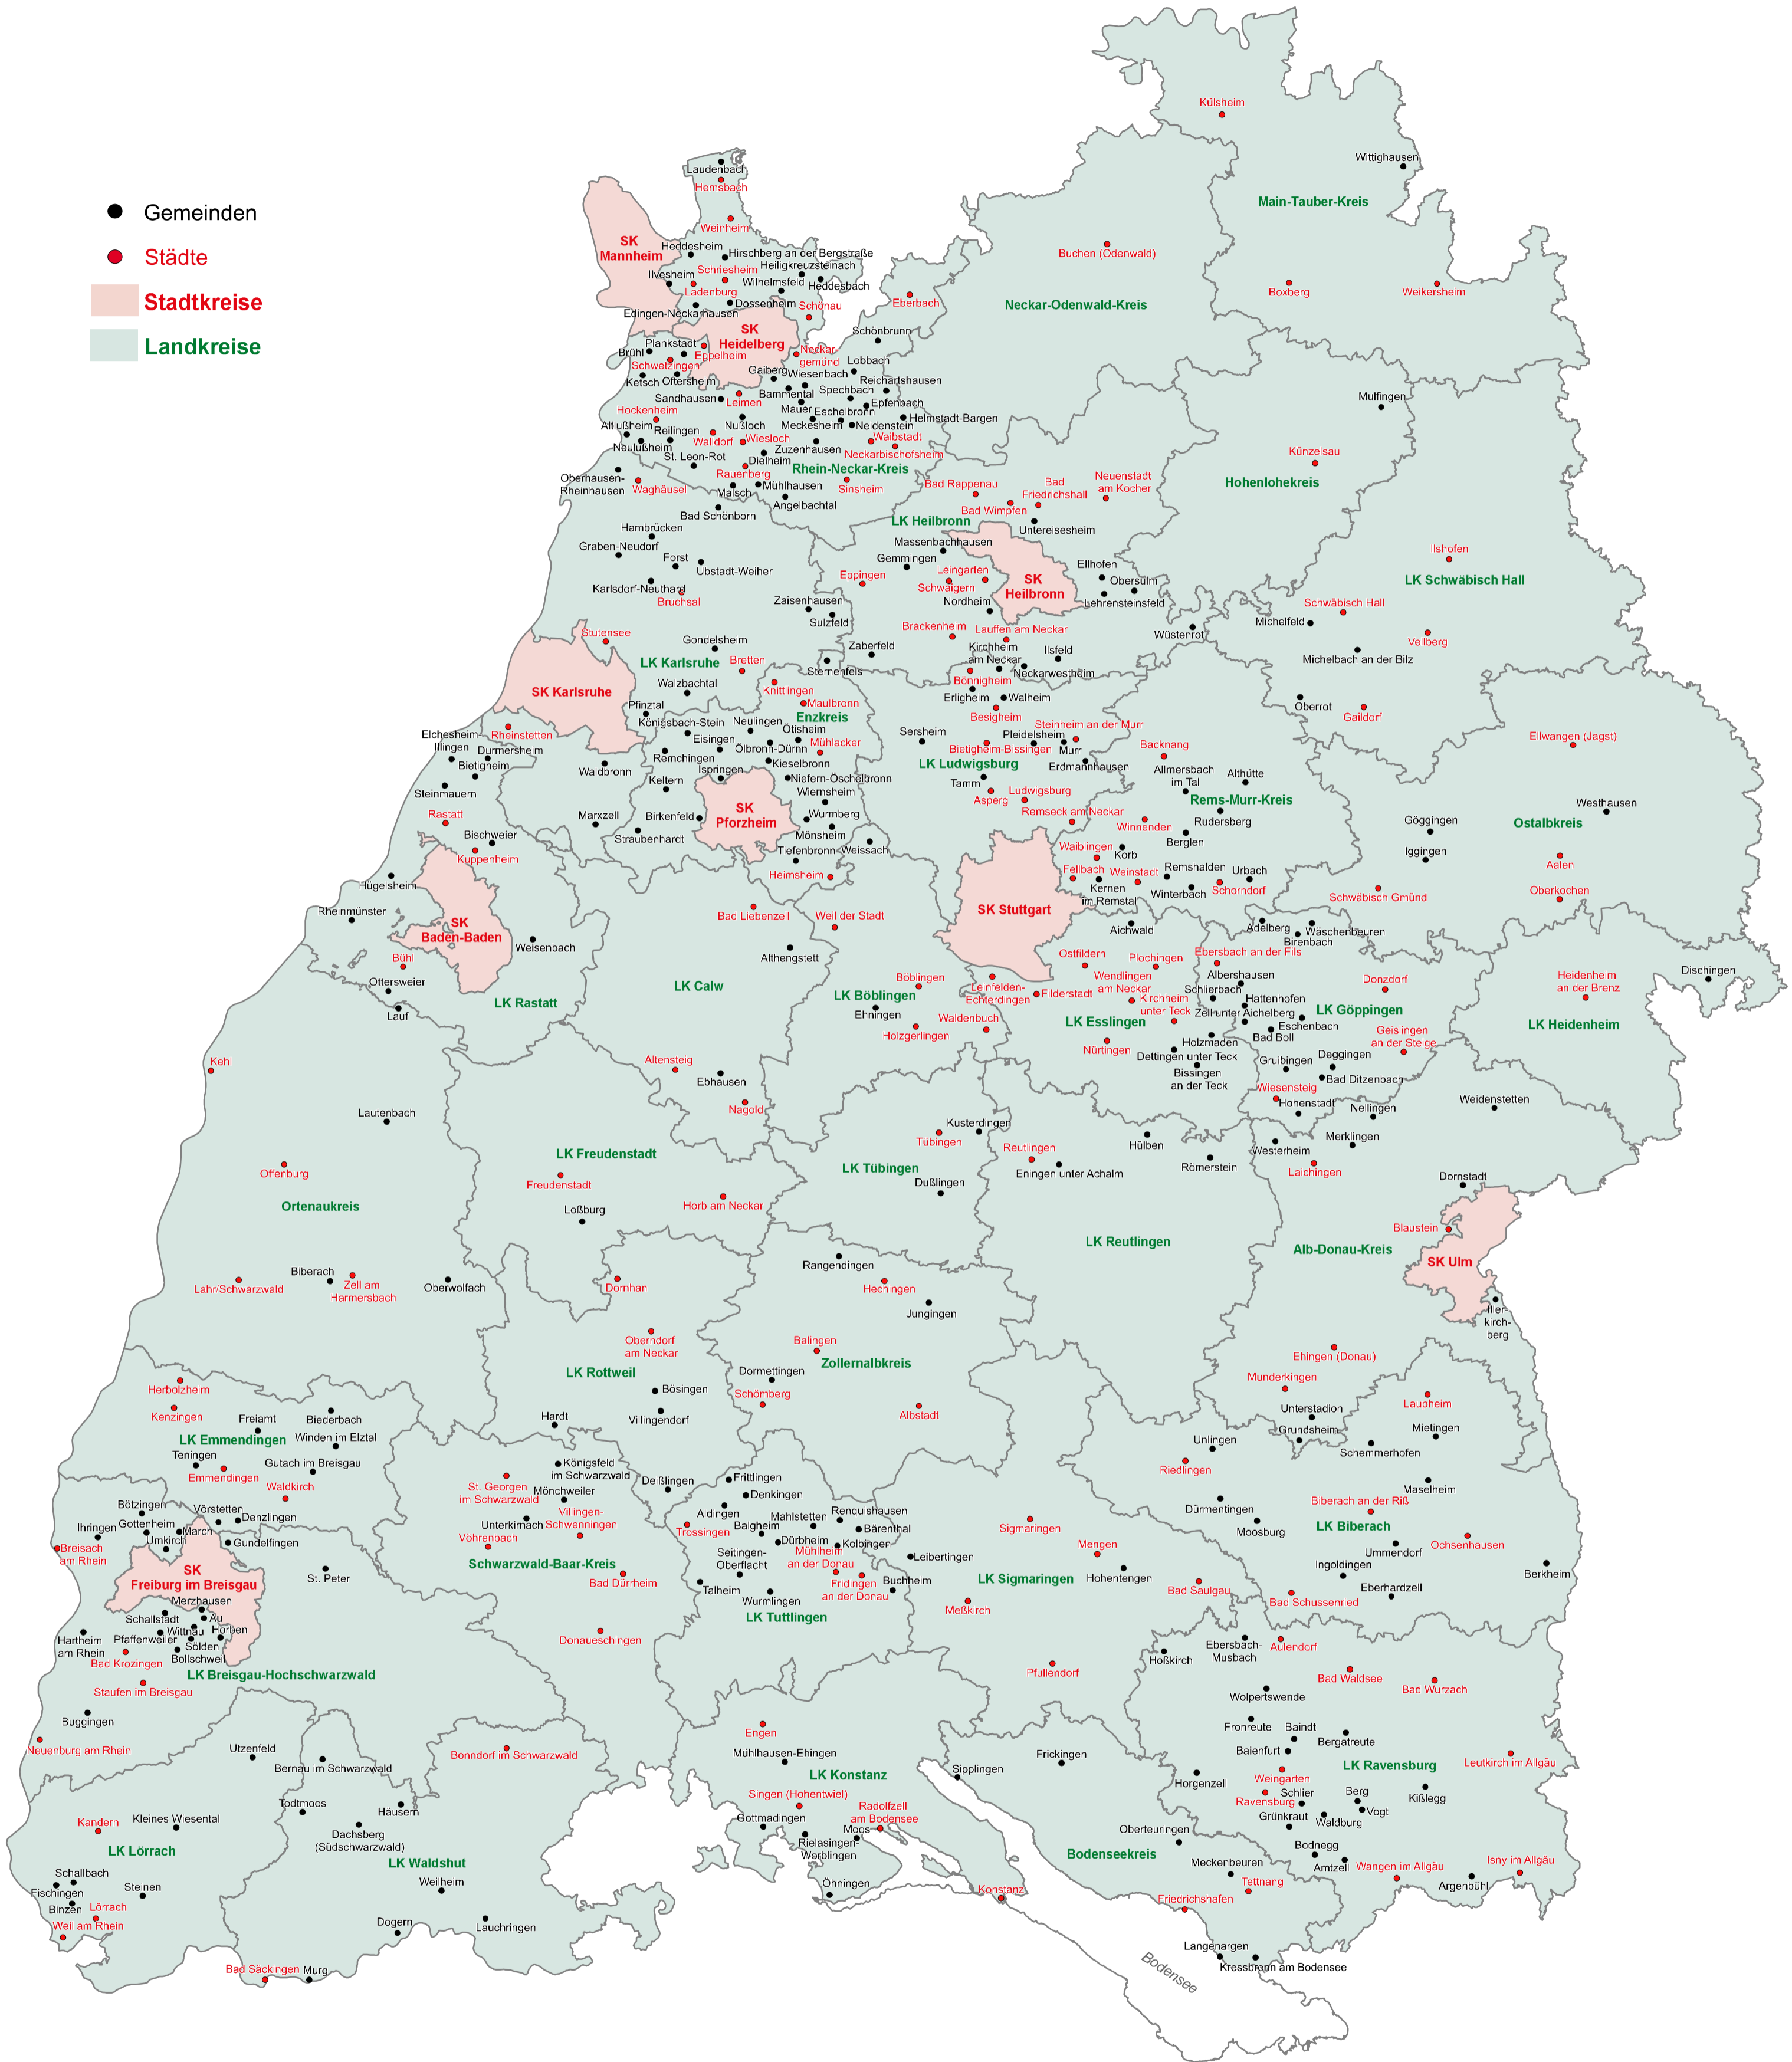 Gemeinden
Städte
Stadtkreise
Landkreise
Külsheim
Wittighausen
Main-Tauber-Kreis
Laudenbach
Hemsbach
Weinheim
SK
Mannheim
Heddesheim
Hirschberg an der Bergstraße
Heiligkreuzsteinach
Ilvesheim
Schriesheim
Wilhelmsfeld
Heddesbach
Ladenburg
Dossenheim
Schönau
Edingen-Neckarhausen
Eberbach
Buchen (Odenwald)
Boxberg
Weikersheim
Neckar-Odenwald-Kreis
SK
Heidelberg
Schönbrunn
Plankstadt
Brühl
Eppelheim
Neckar-
gemünd
Schwetzingen
Lobbach
Ketsch
Oftersheim
Gaiberg
Wiesenbach
Reichartshausen
Bammental
Spechbach
Sandhausen
Leimen
Mauer
Eschelbronn
Epfenbach
Hockenheim
Nußloch
Meckesheim
Neidenstein
Helmstadt-Bargen
Altlußheim
Reilingen
Walldorf
Wiesloch
Waibstadt
Neulußheim
Zuzenhausen
Neckarbischofsheim
St. Leon-Rot
Dielheim
Rhein-Neckar-Kreis
Rauenberg
Sinsheim
Oberhausen-
Rheinhausen
Waghäusel
Malsch
Mühlhausen
Angelbachtal
Bad Schönborn
Mulfingen
Künzelsau
Hohenlohekreis
Bad Rappenau
Bad
Friedrichshall
Neuenstadt
am Kocher
Bad Wimpfen
LK Heilbronn
Untereisesheim
Hambrücken
Graben-Neudorf
Forst
Ubstadt-Weiher
Karlsdorf-Neuthard
Bruchsal
Massenbachhausen
Gemmingen
Leingarten
Eppingen
Schwaigern
SK
Heilbronn
Ellhofen
Obersulm
Lehrensteinsfeld
Nordheim
Zaisenhausen
Sulzfeld
Ilshofen
LK Schwäbisch Hall
Schwäbisch Hall
Michelfeld
Vellberg
Michelbach an der Bilz
Wüstenrot
Stutensee
Gondelsheim
LK Karlsruhe
Bretten
Brackenheim
Lauffen am Neckar
Kirchheim
am Neckar
Ilsfeld
Zaberfeld
Neckarwestheim
Sternenfels
SK Karlsruhe
Walzbachtal
Knittlingen
Bönnigheim
Erligheim
Walheim
Pfinztal
Maulbronn
Besigheim
Oberrot
Gaildorf
Königsbach-Stein
Neulingen
Enzkreis
Ötisheim
Steinheim an der Murr
Elchesheim-
Illingen
Rheinstetten
Eisingen
Ölbronn-Dürrn
Mühlacker
Sersheim
Pleidelsheim
Durmersheim
Remchingen
Bietigheim-Bissingen
Murr
Backnang
Ellwangen (Jagst)
Bietigheim
Waldbronn
Ispringen
Kieselbronn
LK Ludwigsburg
Erdmannhausen
Allmersbach
im Tal
Althütte
Steinmauern
Keltern
Niefern-Öschelbronn
Tamm
Asperg
Ludwigsburg
Rems-Murr-Kreis
Wiernsheim
Rastatt
Marxzell
Birkenfeld
SK
Pforzheim
Wurmberg
Remseck am Neckar
Rudersberg
Westhausen
Bischweier
Straubenhardt
Mönsheim
Winnenden
Göggingen
Ostalbkreis
Kuppenheim
Tiefenbronn
Weissach
Waiblingen
Korb
Berglen
Iggingen
Aalen
Heimsheim
Fellbach
Weinstadt
Remshalden
Urbach
Hügelsheim
Kernen
im Remstal
Winterbach
Schorndorf
Schwäbisch Gmünd
Oberkochen
Rheinmünster
SK
Baden-Baden
Weisenbach
Bad Liebenzell
Weil der Stadt
SK Stuttgart
Aichwald
Adelberg
Wäschenbeuren
Birenbach
Bühl
Althengstett
Ostfildern
Plochingen
Ebersbach an der Fils
Ottersweier
LK Calw
Böblingen
LK Böblingen
Leinfelden-
Echterdingen
Filderstadt
Wendlingen
am Neckar
Albershausen
Donzdorf
Heidenheim
an der Brenz
Dischingen
Lauf
LK Rastatt
Ehningen
Schlierbach
Hattenhofen
Kirchheim
unter Teck
Zell unter Aichelberg
LK Göppingen
Waldenbuch
LK Esslingen
Eschenbach
LK Heidenheim
Holzgerlingen
Bad Boll
Geislingen
an der Steige
Nürtingen
Holzmaden
Dettingen unter Teck
Gruibingen
Deggingen
Kehl
Altensteig
Ebhausen
Bissingen
an der Teck
Bad Ditzenbach
Wiesensteig
Nagold
Hohenstadt
Nellingen
Weidenstetten
Lautenbach
Kusterdingen
Tübingen
Reutlingen
Hülben
Westerheim
Merklingen
Offenburg
LK Freudenstadt
LK Tübingen
Eningen unter Achalm
Römerstein
Laichingen
Freudenstadt
Dußlingen
Dornstadt
Ortenaukreis
Loßburg
Horb am Neckar
Blaustein
LK Reutlingen
Alb-Donau-Kreis
SK Ulm
Rangendingen
Biberach
Zell am
Harmersbach
Lahr/Schwarzwald
Oberwolfach
Dornhan
Hechingen
Jungingen
Iller-
kirch-
berg
Oberndorf
am Neckar
Balingen
Zollernalbkreis
Ehingen (Donau)
LK Rottweil
Dormettingen
Munderkingen
Herbolzheim
Bösingen
Schömberg
Laupheim
Kenzingen
Freiamt
Biederbach
Villingendorf
Albstadt
Unterstadion
Hardt
Grundsheim
Mietingen
LK Emmendingen
Winden im Elztal
Unlingen
Schemmerhofen
Teningen
Gutach im Breisgau
Königsfeld
im Schwarzwald
Riedlingen
Emmendingen
Waldkirch
St. Georgen
im Schwarzwald
Deißlingen
Frittlingen
Denkingen
Maselheim
Mönchweiler
Bötzingen
Vörstetten
Denzlingen
Villingen-
Schwenningen
Aldingen
Renquishausen
Dürmentingen
Biberach an der Riß
Ihringen
Gottenheim
March
Unterkirnach
Trossingen
Mahlstetten
Balgheim
Bärenthal
Sigmaringen
Moosburg
LK Biberach
Umkirch
Gundelfingen
Vöhrenbach
Dürbheim
Kolbingen
Breisach
am Rhein
Seitingen-
Oberflacht
Mühlheim
an der Donau
Leibertingen
Mengen
Ummendorf
Ochsenhausen
SK
Freiburg im Breisgau
St. Peter
Schwarzwald-Baar-Kreis
Fridingen
an der Donau
Buchheim
LK Sigmaringen
Hohentengen
Ingoldingen
Berkheim
Bad Dürrheim
Talheim
Wurmlingen
Bad Saulgau
Eberhardzell
Merzhausen
Bad Schussenried
Schallstadt
Au
LK Tuttlingen
Meßkirch
Wittnau
Horben
Hartheim
am Rhein
Pfaffenweiler
Sölden
Donaueschingen
Bollschweil
Ebersbach-
Musbach
Aulendorf
Bad Krozingen
Hoßkirch
LK Breisgau-Hochschwarzwald
Pfullendorf
Bad Waldsee
Staufen im Breisgau
Bad Wurzach
Wolpertswende
Buggingen
Engen
Fronreute
Baindt
Neuenburg am Rhein
Utzenfeld
Bonndorf im Schwarzwald
Mühlhausen-Ehingen
Frickingen
Baienfurt
Bergatreute
Bernau im Schwarzwald
LK Konstanz
Sipplingen
Horgenzell
Weingarten
LK Ravensburg
Leutkirch im Allgäu
Todtmoos
Häusern
Singen (Hohentwiel)
Radolfzell
am Bodensee
Ravensburg
Schlier
Berg
Kißlegg
Kandern
Kleines Wiesental
Gottmadingen
Moos
Grünkraut
Vogt
Waldburg
Dachsberg
(Südschwarzwald)
Rielasingen-
Worblingen
Oberteuringen
LK Lörrach
LK Waldshut
Bodenseekreis
Bodnegg
Amtzell
Schallbach
Meckenbeuren
Wangen im Allgäu
Isny im Allgäu
Fischingen
Steinen
Weilheim
Öhningen
Konstanz
Tettnang
Argenbühl
Binzen
Lörrach
Friedrichshafen
Weil am Rhein
Dogern
Lauchringen
Langenargen
Bad Säckingen
Murg
Kressbronn am Bodensee
Bodensee